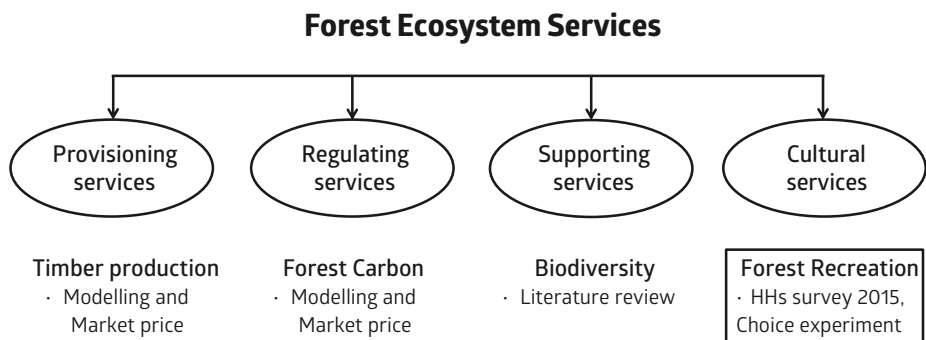 Forest Ecosystem Services
Provisioning
services
Regulating
services
Supporting
services
Cultural
services
Timber production
· Modelling and
Market price
Forest Carbon
· Modelling and
Market price
Biodiversity
· Literature review
Forest Recreation
· HHs survey 2015,
Choice experiment